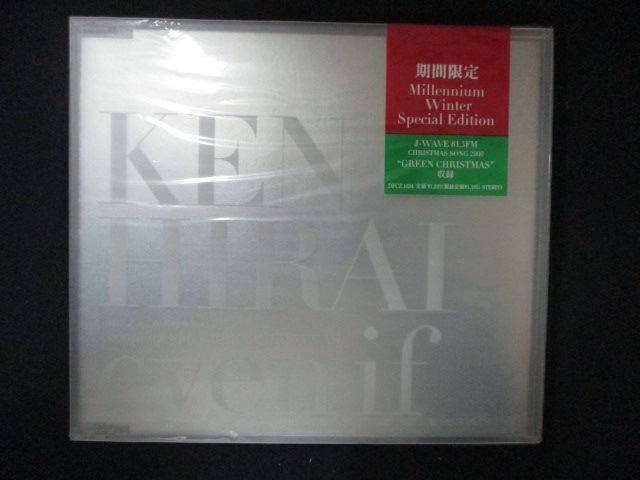 KEN
HIRAI
even if
期間限定
Millennium
Winter
Special Edition
J-WAVE 81.3FM
CHRISTMAS SONG 2000
"GREEN CHRISTMAS"
収録